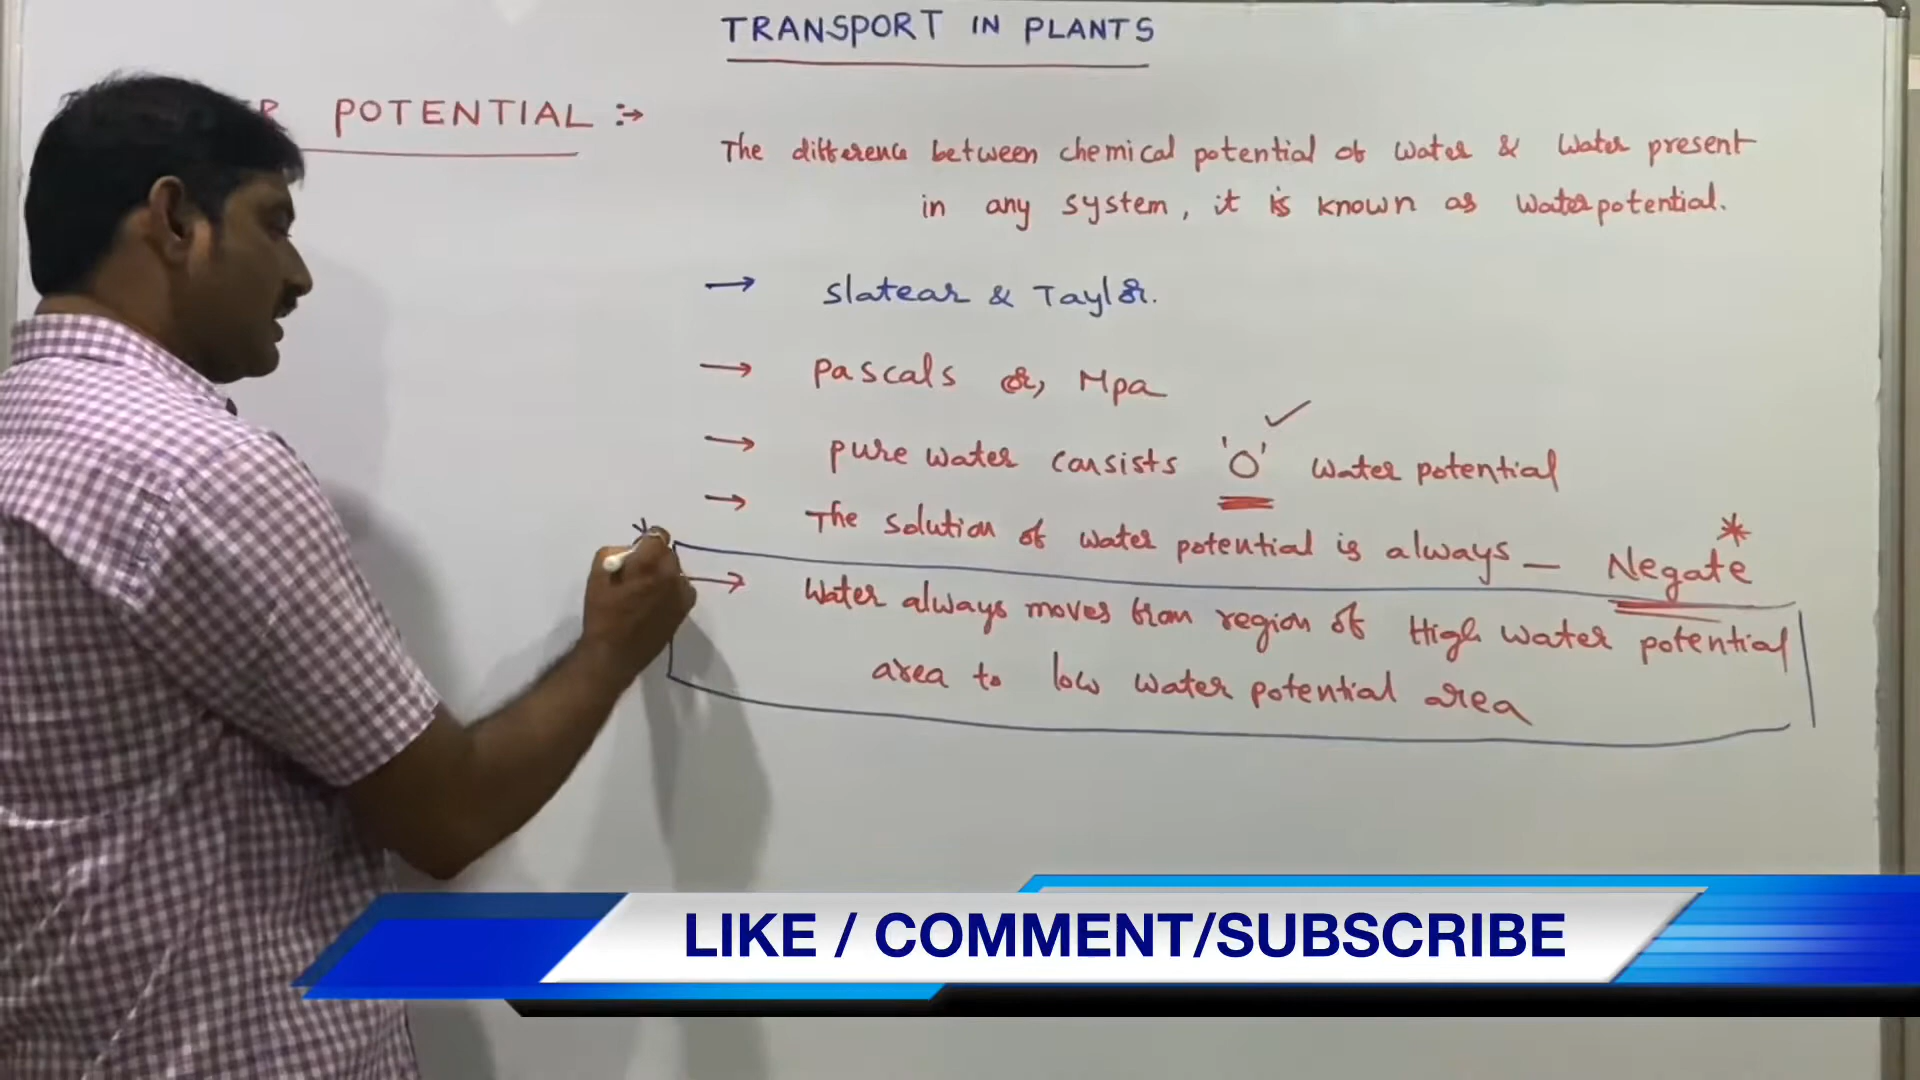 TRANSPORT IN PLANTS
POTENTIAL :→
The difference between chemical potential of water & water present
in any system, it is known as water potential.
→ Slatear & Taylor.
→ Pascals or, Mpa
→ pure water consists 'O' water potential
→ The solution of water potential is always — Negate *
→ Water always moves from region of High water potential
area to low water potential area
LIKE / COMMENT/SUBSCRIBE